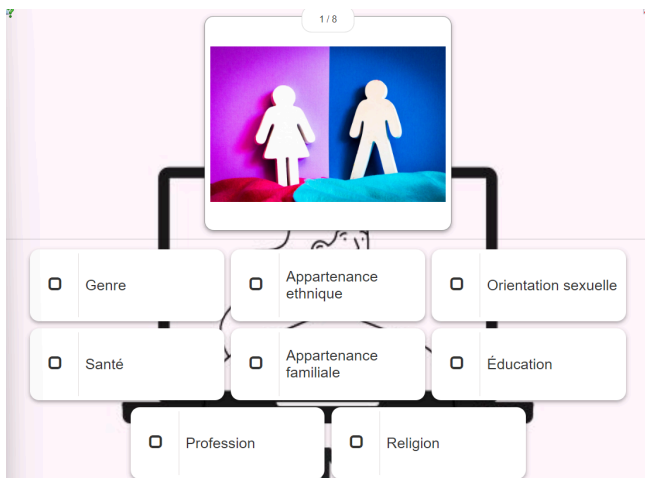 1 / 8
Genre
Appartenance
ethnique
Orientation sexuelle
Santé
Appartenance
familiale
Éducation
Profession
Religion